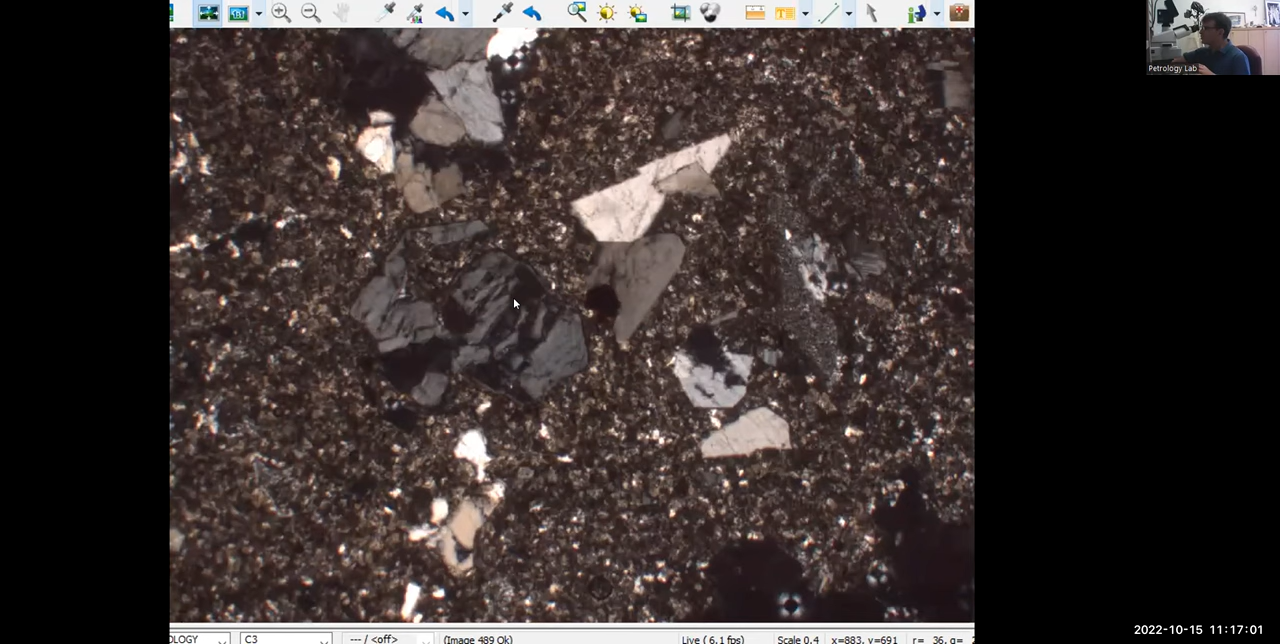 Petrology Lab
OLOGY
C3
--- / <off>
(Image 489 Ok)
Live ( 6.1 fps)
Scale 0.4
x=883, y=691
r= 36, g=
2022-10-15 11:17:01